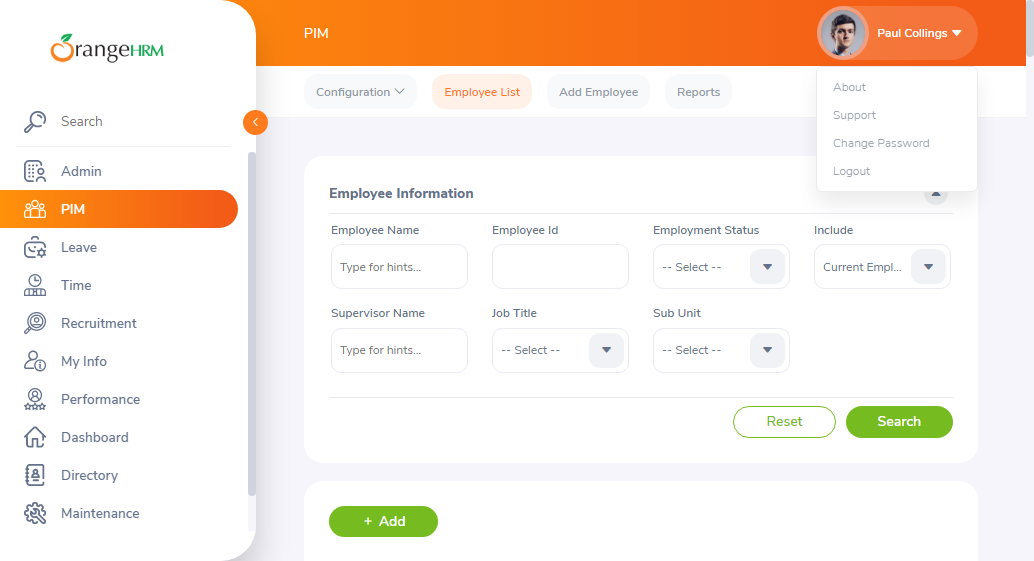 OrangeHRM
Search
Admin
PIM
Leave
Time
Recruitment
My Info
Performance
Dashboard
Directory
Maintenance
PIM
Paul Collings
About
Support
Change Password
Logout
Configuration
Employee List
Add Employee
Reports
Employee Information
Employee Name
Employee Id
Employment Status
Include
Type for hints...
-- Select --
Current Empl...
Supervisor Name
Job Title
Sub Unit
Type for hints...
-- Select --
-- Select --
Reset
Search
+ Add